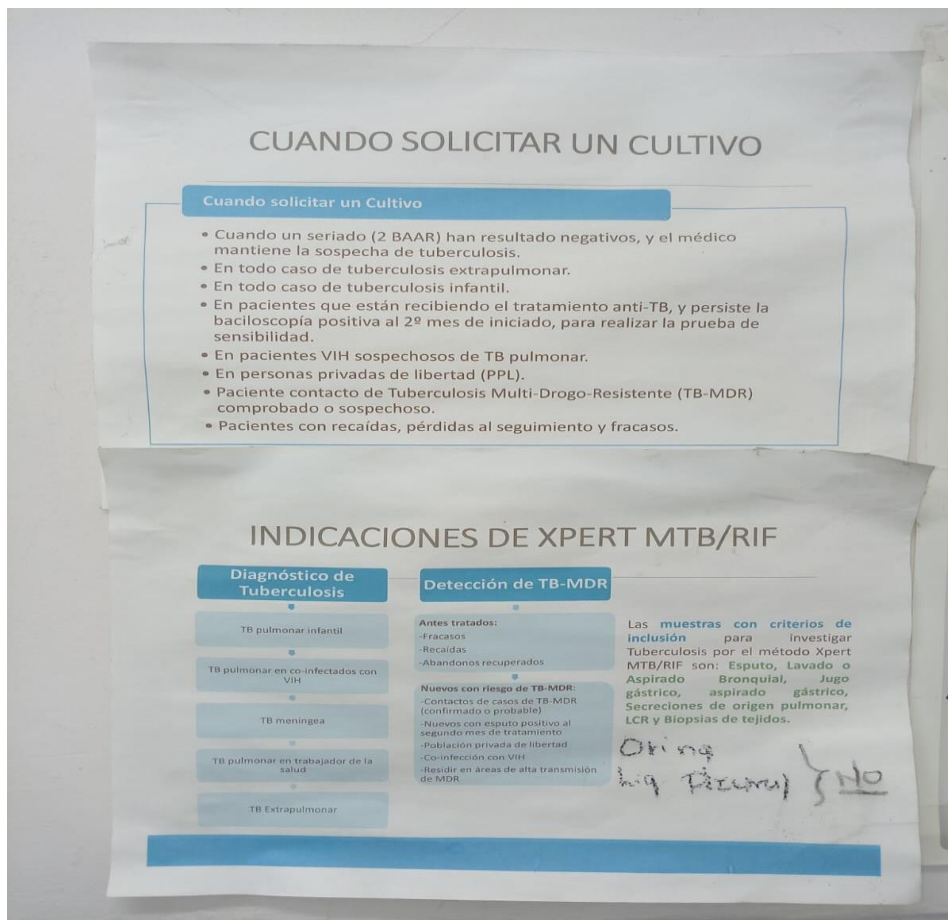 CUANDO SOLICITAR UN CULTIVO
Cuando solicitar un Cultivo
• Cuando un seriado (2 BAAR) han resultado negativos, y el médico
mantiene la sospecha de tuberculosis.
• En todo caso de tuberculosis extrapulmonar.
• En todo caso de tuberculosis infantil.
• En pacientes que están recibiendo el tratamiento anti-TB, y persiste la
baciloscopía positiva al 2º mes de iniciado, para realizar la prueba de
sensibilidad.
• En pacientes VIH sospechosos de TB pulmonar.
• En personas privadas de libertad (PPL).
• Paciente contacto de Tuberculosis Multi-Drogo-Resistente (TB-MDR)
comprobado o sospechoso.
• Pacientes con recaídas, pérdidas al seguimiento y fracasos.
INDICACIONES DE XPERT MTB/RIF
Diagnóstico de
Tuberculosis
TB pulmonar infantil
TB pulmonar en co-infectados con
VIH
TB meníngea
TB pulmonar en trabajador de la
salud
TB Extrapulmonar
Detección de TB-MDR
Antes tratados:
-Fracasos
-Recaídas
-Abandonos recuperados
Nuevos con riesgo de TB-MDR:
-Contactos de casos de TB-MDR
(confirmado o probable)
-Nuevos con esputo positivo al
segundo mes de tratamiento
-Población privada de libertad
-Co-infección con VIH
-Residir en áreas de alta transmisión
de MDR
Las muestras con criterios de
inclusión para investigar
Tuberculosis por el método Xpert
MTB/RIF son: Esputo, Lavado o
Aspirado Bronquial, Jugo
gástrico, aspirado gástrico,
Secreciones de origen pulmonar,
LCR y Biopsias de tejidos.
Orina
Liq
NO